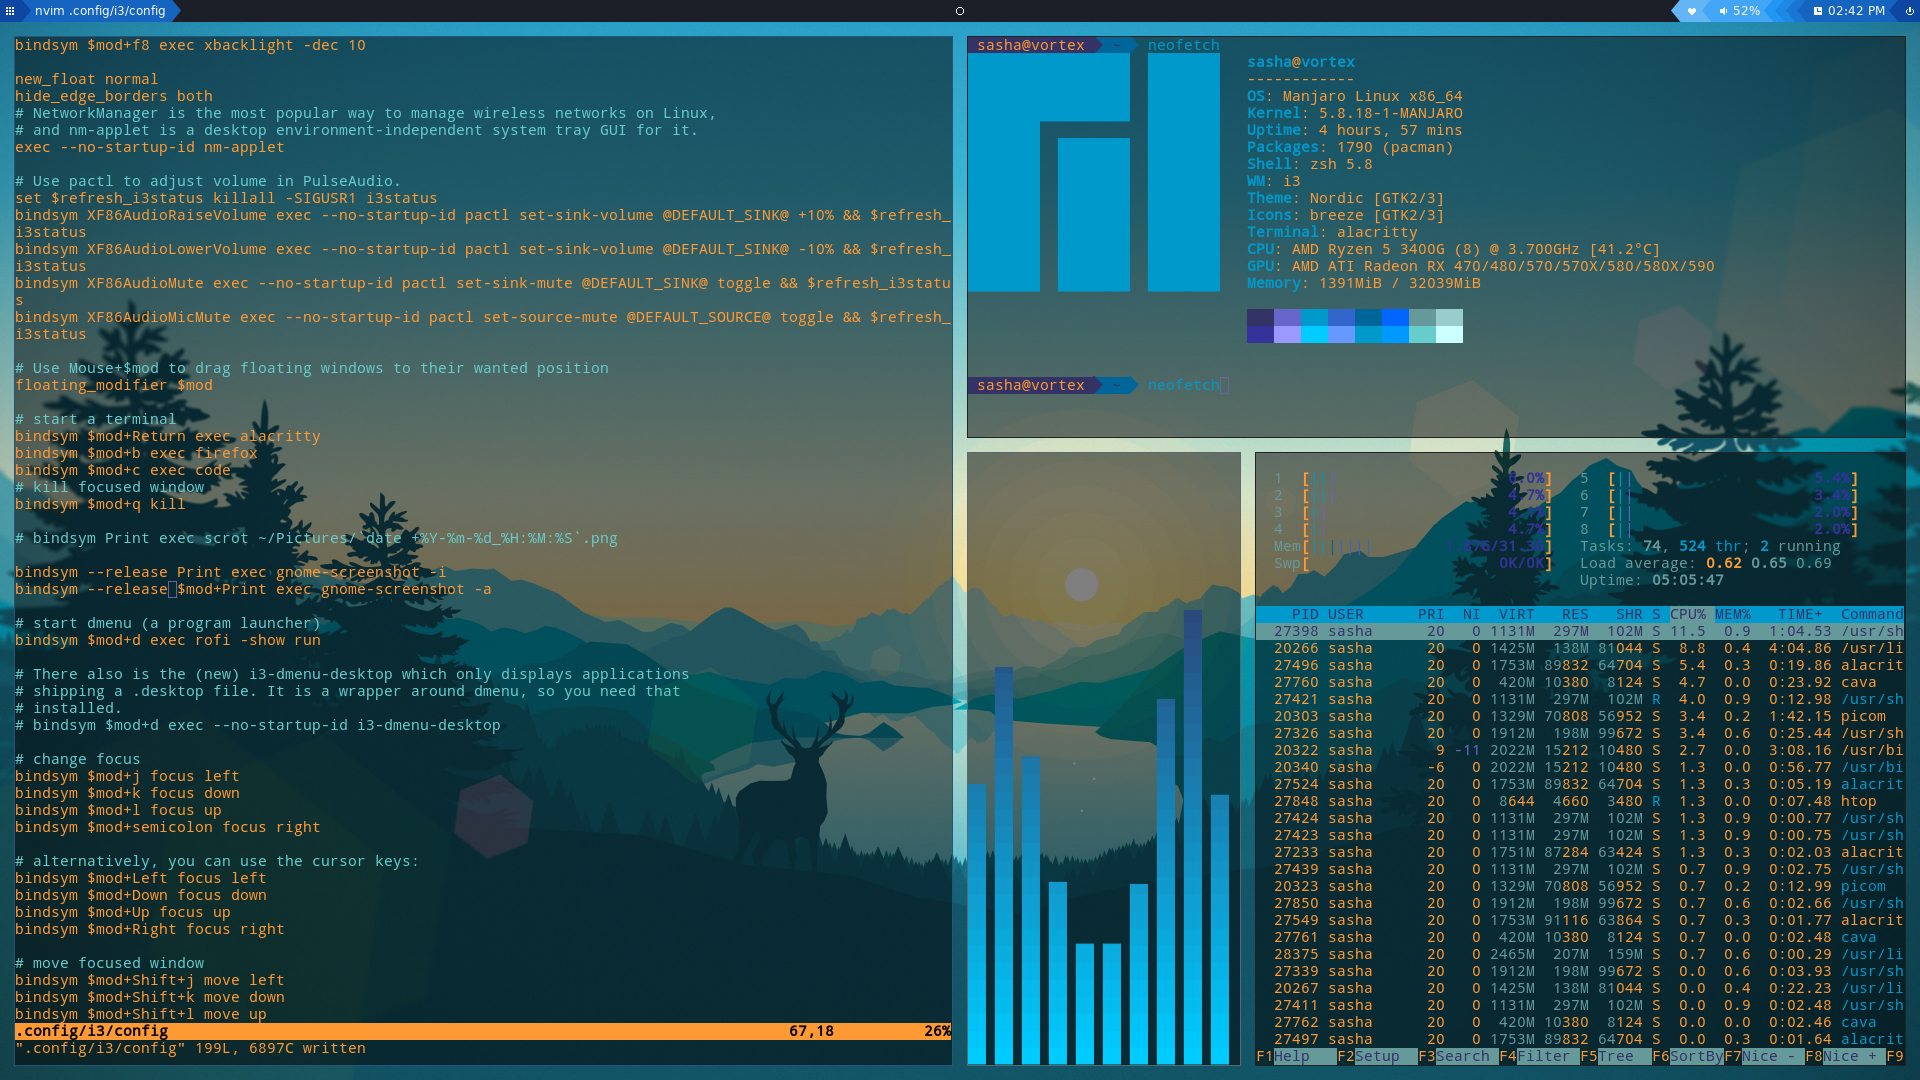 nvim .config/i3/config
52%
02:42 PM
bindsym $mod+f8 exec xbacklight -dec 10
new_float normal
hide_edge_borders both
# NetworkManager is the most popular way to manage wireless networks on Linux,
# and nm-applet is a desktop environment-independent system tray GUI for it.
exec --no-startup-id nm-applet
# Use pactl to adjust volume in PulseAudio.
set $refresh_i3status killall -SIGUSR1 i3status
bindsym XF86AudioRaiseVolume exec --no-startup-id pactl set-sink-volume @DEFAULT_SINK@ +10% && $refresh_
i3status
bindsym XF86AudioLowerVolume exec --no-startup-id pactl set-sink-volume @DEFAULT_SINK@ -10% && $refresh_
i3status
bindsym XF86AudioMute exec --no-startup-id pactl set-sink-mute @DEFAULT_SINK@ toggle && $refresh_i3statu
s
bindsym XF86AudioMicMute exec --no-startup-id pactl set-source-mute @DEFAULT_SOURCE@ toggle && $refresh_
i3status
# Use Mouse+$mod to drag floating windows to their wanted position
floating_modifier $mod
# start a terminal
bindsym $mod+Return exec alacritty
bindsym $mod+b exec firefox
bindsym $mod+c exec code
# kill focused window
bindsym $mod+q kill
# bindsym Print exec scrot ~/Pictures/`date +%Y-%m-%d_%H:%M:%S`.png
bindsym --release Print exec gnome-screenshot -i
bindsym --release $mod+Print exec gnome-screenshot -a
# start dmenu (a program launcher)
bindsym $mod+d exec rofi -show run
# There also is the (new) i3-dmenu-desktop which only displays applications
# shipping a .desktop file. It is a wrapper around dmenu, so you need that
# installed.
# bindsym $mod+d exec --no-startup-id i3-dmenu-desktop
# change focus
bindsym $mod+j focus left
bindsym $mod+k focus down
bindsym $mod+l focus up
bindsym $mod+semicolon focus right
# alternatively, you can use the cursor keys:
bindsym $mod+Left focus left
bindsym $mod+Down focus down
bindsym $mod+Up focus up
bindsym $mod+Right focus right
# move focused window
bindsym $mod+Shift+j move left
bindsym $mod+Shift+k move down
bindsym $mod+Shift+l move up
.config/i3/config 67,18 26%
".config/i3/config" 199L, 6897C written
sasha@vortex ~ neofetch
sasha@vortex
------------
OS: Manjaro Linux x86_64
Kernel: 5.8.18-1-MANJARO
Uptime: 4 hours, 57 mins
Packages: 1790 (pacman)
Shell: zsh 5.8
WM: i3
Theme: Nordic [GTK2/3]
Icons: breeze [GTK2/3]
Terminal: alacritty
CPU: AMD Ryzen 5 3400G (8) @ 3.700GHz [41.2°C]
GPU: AMD ATI Radeon RX 470/480/570/570X/580/580X/590
Memory: 1391MiB / 32039MiB
sasha@vortex ~ neofetch
1 [||| 6.0%] 5 [|| 5.4%]
2 [||| 4.7%] 6 [|| 3.4%]
3 [ ] 7 [|| 2.0%]
4 [ 4.7%] 8 [|| 2.0%]
Mem[ ] Tasks: 74, 524 thr; 2 running
Swp[ 0K/0K] Load average: 0.62 0.65 0.69
Uptime: 05:05:47
PID USER PRI NI VIRT RES SHR S CPU% MEM% TIME+ Command
27398 sasha 20 0 1131M 297M 102M S 11.5 0.9 1:04.53 /usr/sh
20266 sasha 20 0 1425M 138M 81044 S 8.8 0.4 4:04.86 /usr/li
27496 sasha 20 0 1753M 89832 64704 S 5.4 0.3 0:19.86 alacrit
27760 sasha 20 0 420M 10380 8124 S 4.7 0.0 0:23.92 cava
27421 sasha 20 0 1131M 297M 102M R 4.0 0.9 0:12.98 /usr/sh
20303 sasha 20 0 1329M 70808 56952 S 3.4 0.2 1:42.15 picom
27326 sasha 20 0 1912M 198M 99672 S 3.4 0.6 0:25.44 /usr/sh
20322 sasha 9 -11 2022M 15212 10480 S 2.7 0.0 3:08.16 /usr/bi
20340 sasha -6 0 2022M 15212 10480 S 1.3 0.0 0:56.77 /usr/bi
27524 sasha 20 0 1753M 89832 64704 S 1.3 0.3 0:05.19 alacrit
27848 sasha 20 0 8644 4660 3480 R 1.3 0.0 0:07.48 htop
27424 sasha 20 0 1131M 297M 102M S 1.3 0.9 0:00.77 /usr/sh
27423 sasha 20 0 1131M 297M 102M S 1.3 0.9 0:00.75 /usr/sh
27233 sasha 20 0 1751M 87284 63424 S 1.3 0.3 0:02.03 alacrit
27439 sasha 20 0 1131M 297M 102M S 0.7 0.9 0:02.75 /usr/sh
20323 sasha 20 0 1329M 70808 56952 S 0.7 0.2 0:12.99 picom
27850 sasha 20 0 1912M 198M 99672 S 0.7 0.6 0:02.66 /usr/sh
27549 sasha 20 0 1753M 91116 63864 S 0.7 0.3 0:01.77 alacrit
27761 sasha 20 0 420M 10380 8124 S 0.7 0.0 0:02.48 cava
28375 sasha 20 0 2465M 207M 159M S 0.7 0.6 0:00.29 /usr/li
27339 sasha 20 0 1912M 198M 99672 S 0.0 0.6 0:03.93 /usr/sh
20267 sasha 20 0 1425M 138M 81044 S 0.0 0.4 0:22.23 /usr/li
27411 sasha 20 0 1131M 297M 102M S 0.0 0.9 0:02.48 /usr/sh
27762 sasha 20 0 420M 10380 8124 S 0.0 0.0 0:02.46 cava
27497 sasha 20 0 1753M 89832 64704 S 0.0 0.3 0:01.64 alacrit
F1Help F2Setup F3Search F4Filter F5Tree F6SortByF7Nice - F8Nice + F9